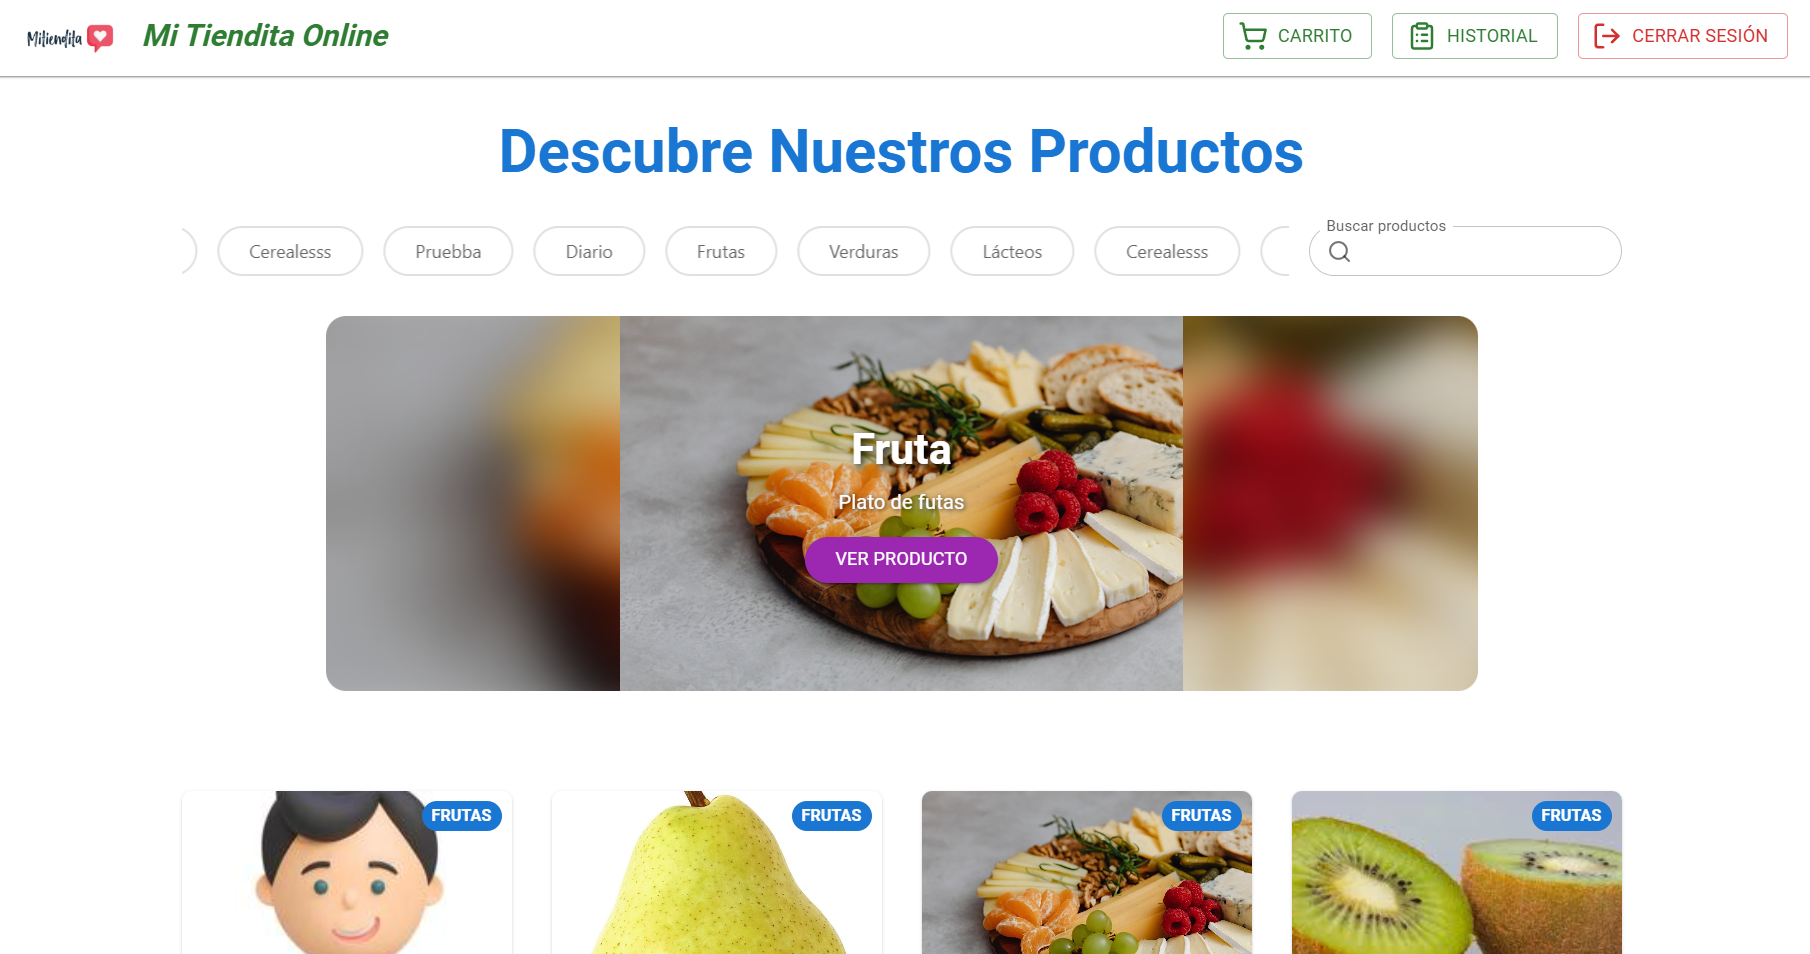 Mitiendita
Mi Tiendita Online
CARRITO
HISTORIAL
CERRAR SESIÓN
Descubre Nuestros Productos
Cerealesss
Pruebba
Diario
Frutas
Verduras
Lácteos
Cerealesss
Buscar productos
Fruta
Plato de futas
VER PRODUCTO
FRUTAS
FRUTAS
FRUTAS
FRUTAS